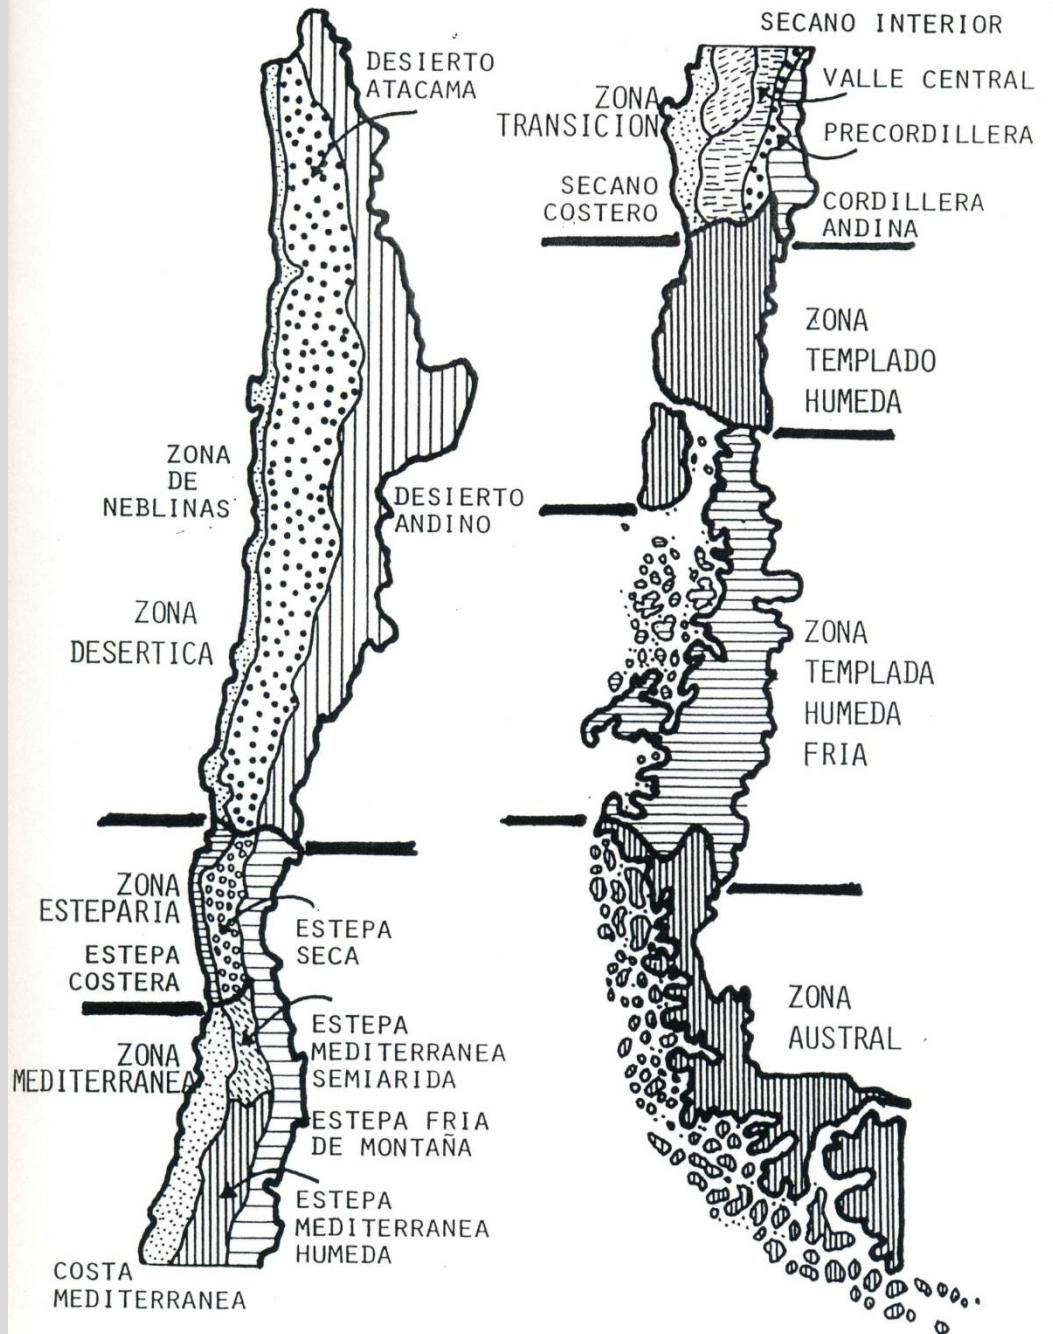 DESIERTO
ATACAMA
ZONA
DE
NEBLINAS
DESIERTO
ANDINO
ZONA
DESERTICA
ZONA
ESTEPARIA
ESTEPA
COSTERA
ESTEPA
SECA
ZONA
MEDITERRANEA
ESTEPA
MEDITERRANEA
SEMIARIDA
ESTEPA FRIA
DE MONTAÑA
ESTEPA
MEDITERRANEA
HUMEDA
COSTA
MEDITERRANEA
SECANO INTERIOR
VALLE CENTRAL
ZONA
TRANSICION
PRECORDILLERA
SECANO
COSTERO
CORDILLERA
ANDINA
ZONA
TEMPLADO
HUMEDA
ZONA
TEMPLADA
HUMEDA
FRIA
ZONA
AUSTRAL